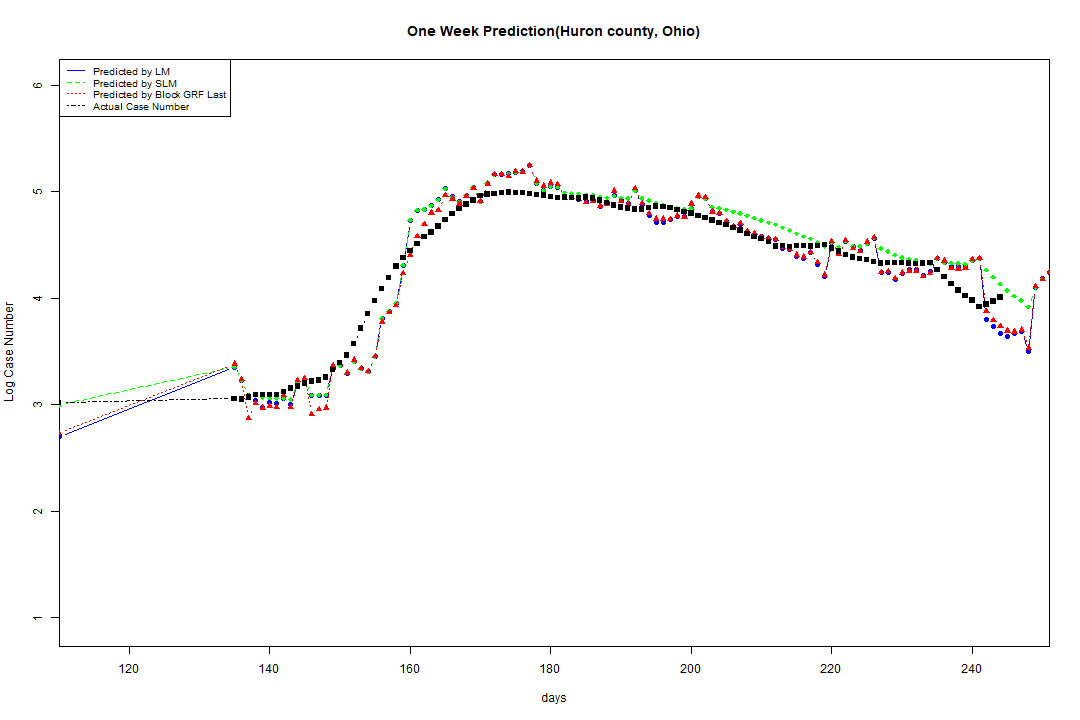 One Week Prediction(Huron county, Ohio)
Predicted by LM
Predicted by SLM
Predicted by Block GRF Last
Actual Case Number
6
5
4
3
2
1
Log Case Number
120 140 160 180 200 220 240
days